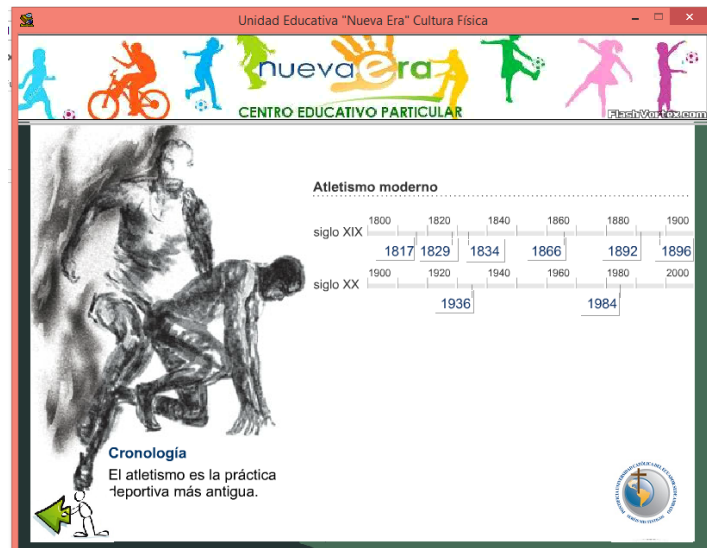 Unidad Educativa "Nueva Era" Cultura Física
nueva era
CENTRO EDUCATIVO PARTICULAR
FlashVortex.com
Atletismo moderno
1800 1820 1840 1860 1880 1900
siglo XIX
1817 1829 1834 1866 1892 1896
1900 1920 1940 1960 1980 2000
siglo XX
1936 1984
Cronología
El atletismo es la práctica
deportiva más antigua.